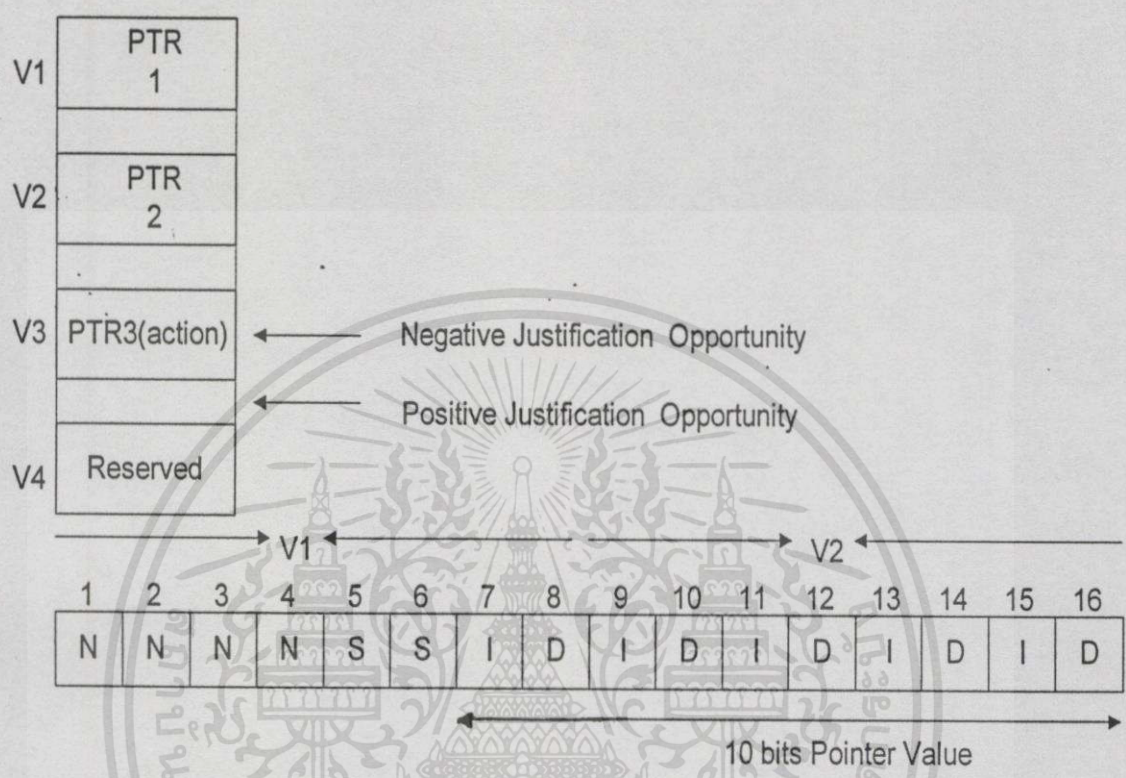 V1 PTR
1
V2 PTR
2
V3 PTR3(action) Negative Justification Opportunity
Positive Justification Opportunity
V4 Reserved
V1 V2
1 2 3 4 5 6 7 8 9 10 11 12 13 14 15 16
N N N N S S I D I D I D I D I D
10 bits Pointer Value